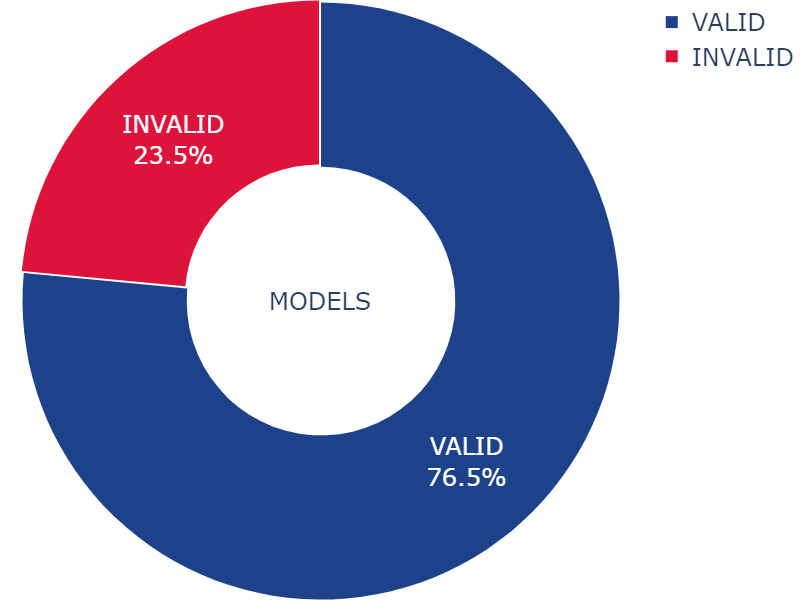 VALID
INVALID
INVALID
23.5%
MODELS
VALID
76.5%